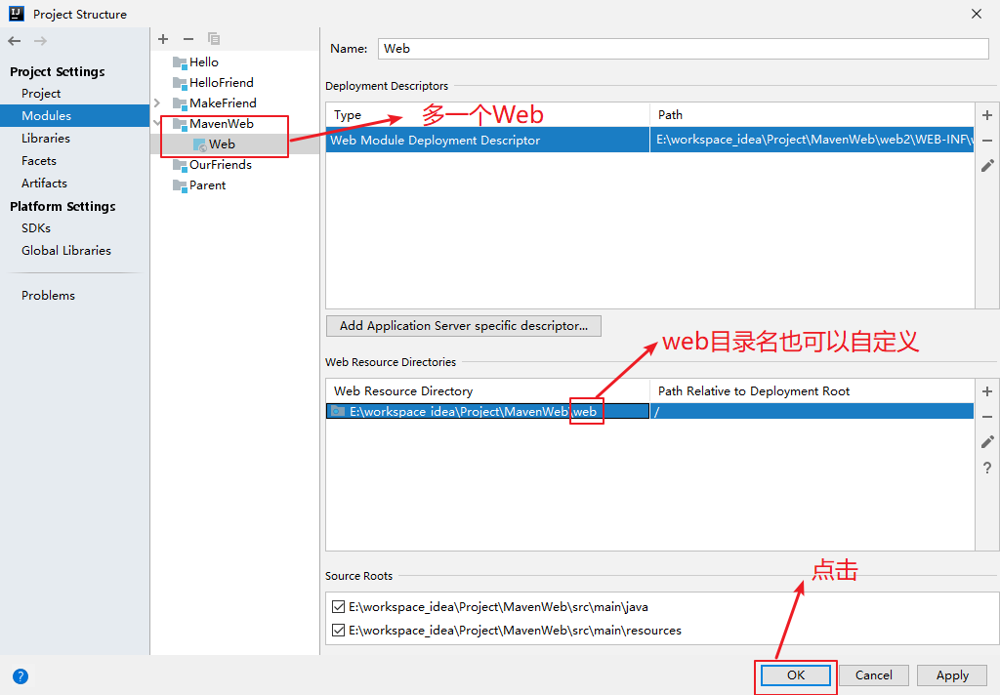 Project Structure
Project Settings
Project
Modules
Libraries
Facets
Artifacts
Platform Settings
SDKs
Global Libraries
Problems
Hello
HelloFriend
MakeFriend
MavenWeb
Web
OurFriends
Parent
Name: Web
Deployment Descriptors
多一个Web
Type Path
Web Module Deployment Descriptor E:\workspace_idea\Project\MavenWeb\web2\WEB-INF\
Add Application Server specific descriptor...
web目录名也可以自定义
Web Resource Directories
Web Resource Directory Path Relative to Deployment Root
E:\workspace_idea\Project\MavenWeb\web /
点击
Source Roots
E:\workspace_idea\Project\MavenWeb\src\main\java
E:\workspace_idea\Project\MavenWeb\src\main\resources
OK Cancel Apply